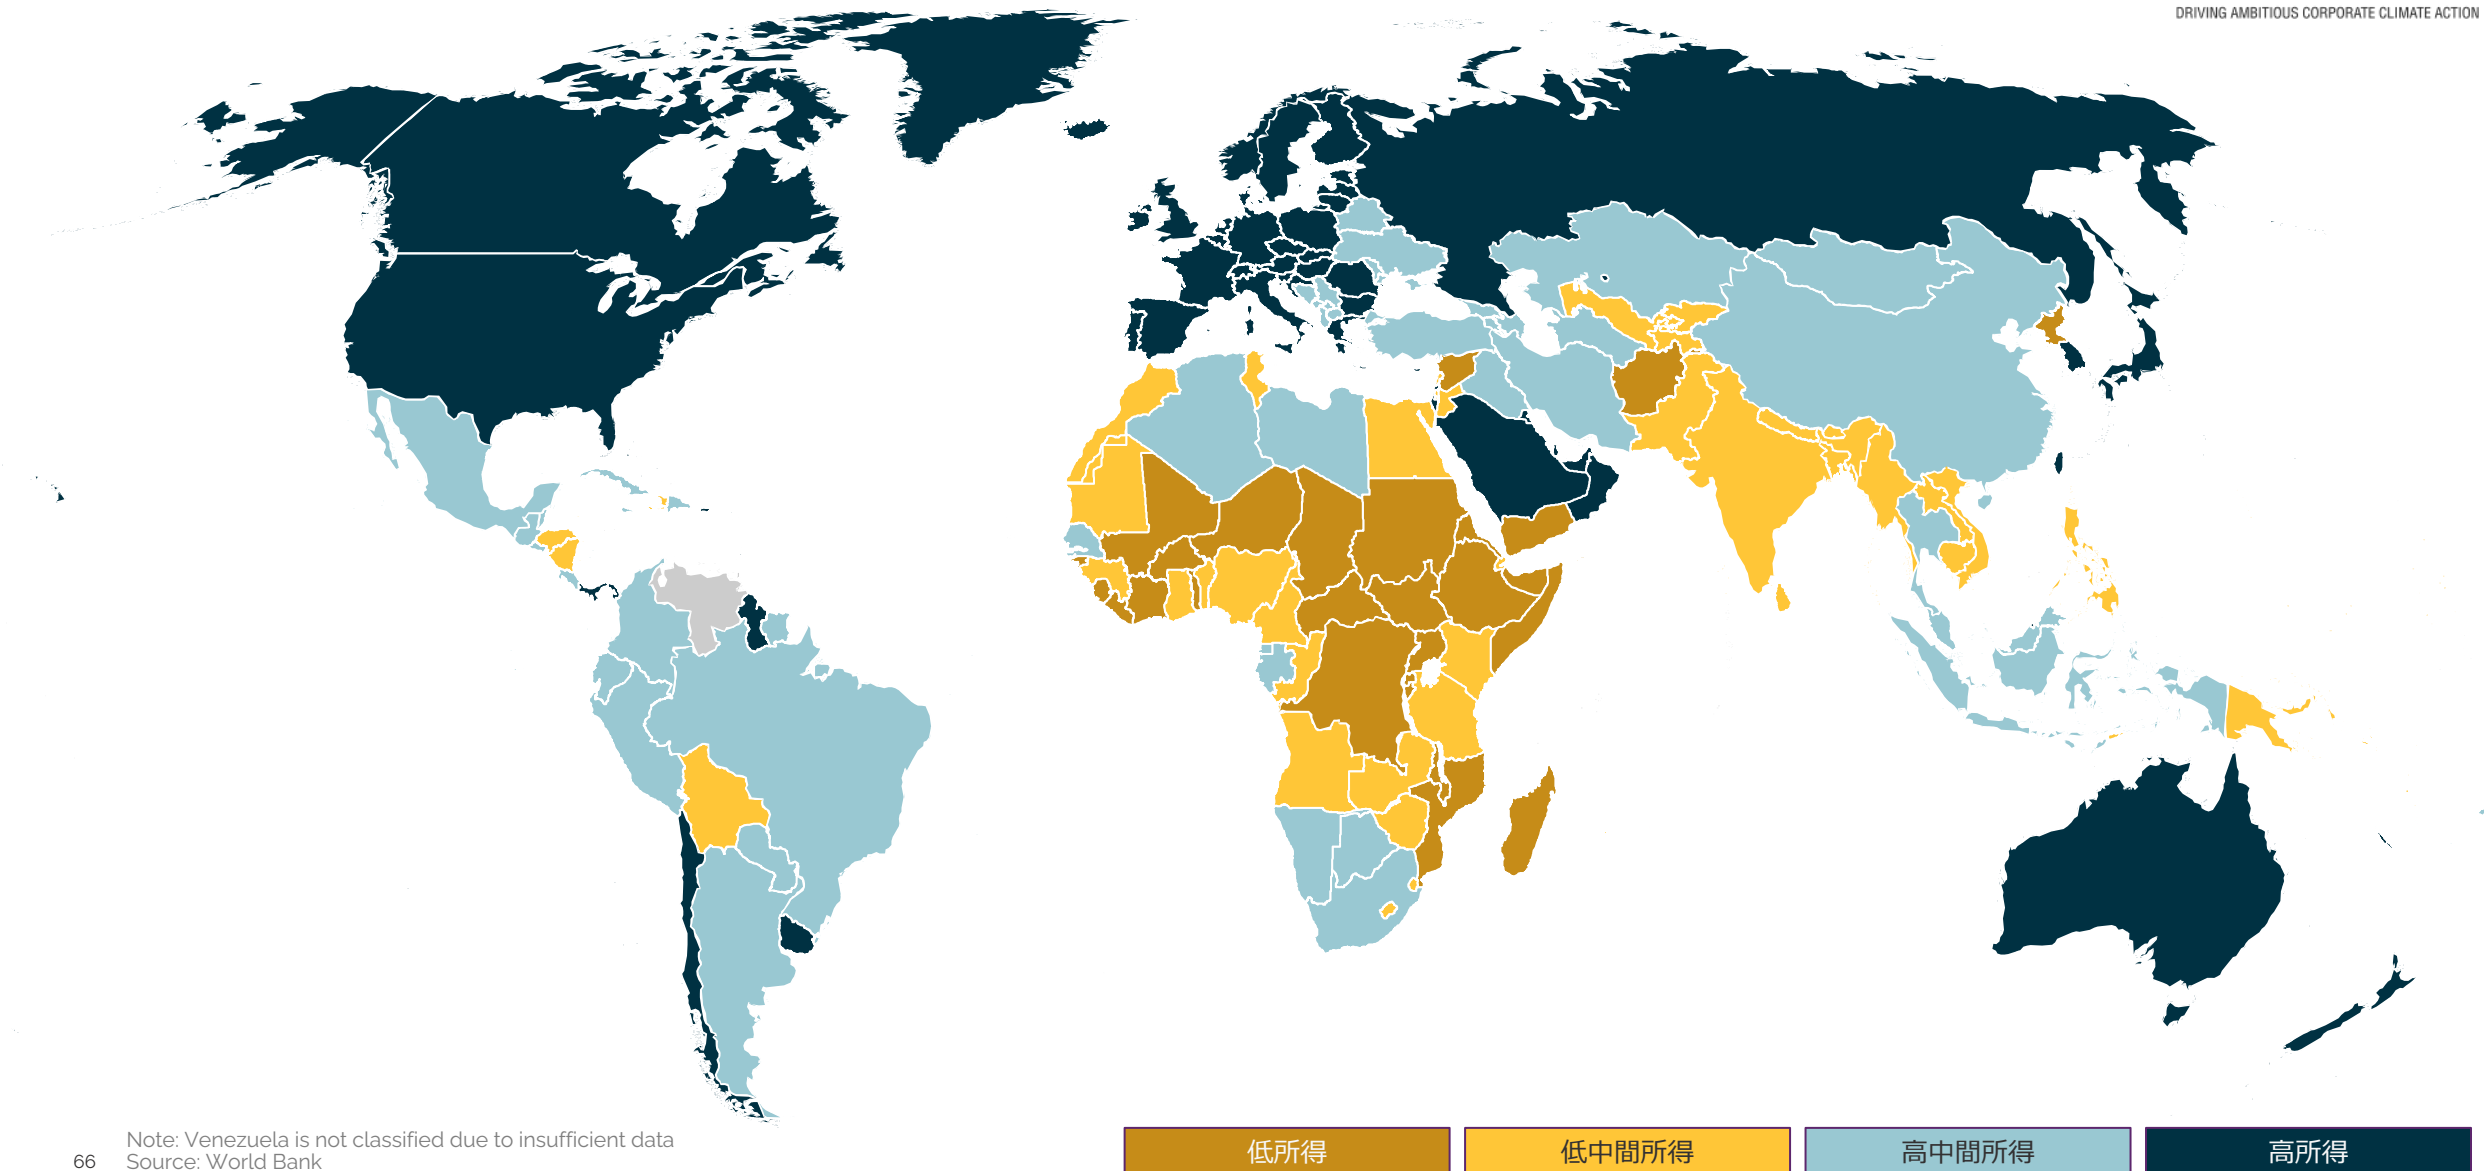 DRIVING AMBITIOUS CORPORATE CLIMATE ACTION
Note: Venezuela is not classified due to insufficient data
66 Source: World Bank
低所得
低中間所得
高中間所得
高所得